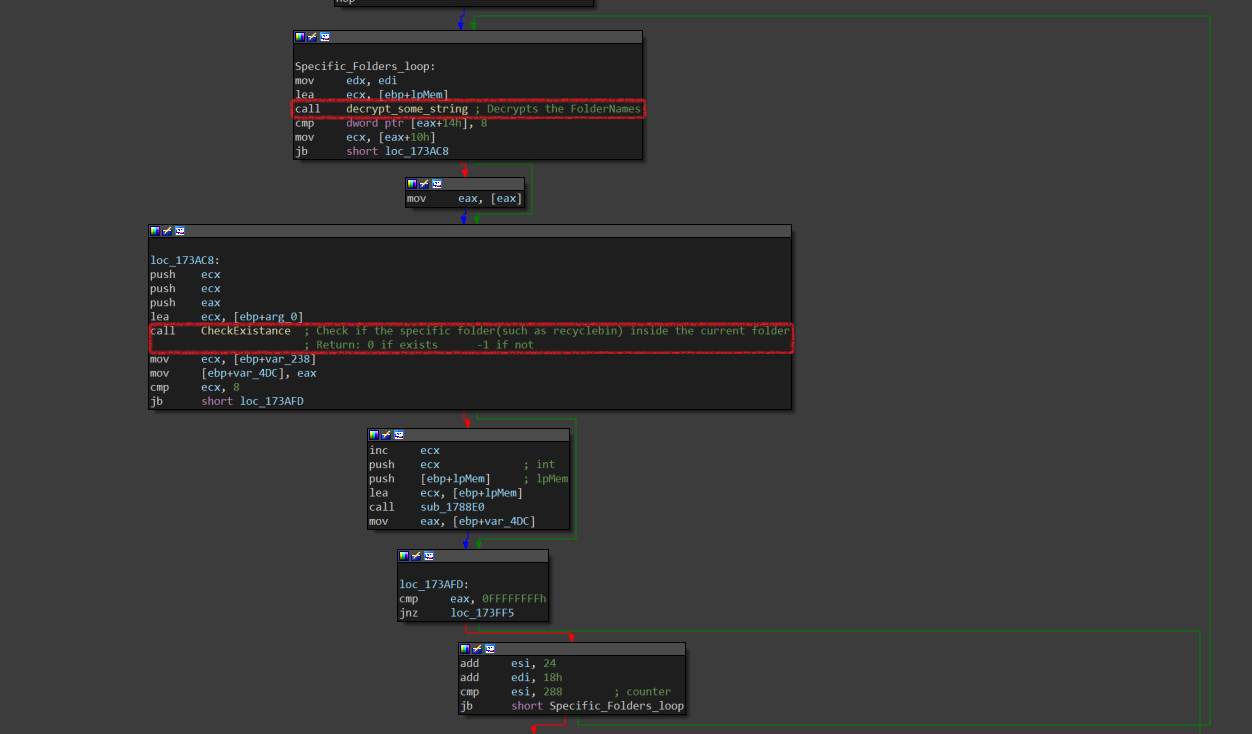 nop
Specific_Folders_loop:
mov edx, edi
lea ecx, [ebp+lpMem]
call decrypt_some_string ; Decrypts the FolderNames
cmp dword ptr [eax+14h], 8
mov ecx, [eax+10h]
jb short loc_173AC8
mov eax, [eax]
loc_173AC8:
push ecx
push ecx
push eax
lea ecx, [ebp+arg_0]
call CheckExistance ; Check if the specific folder(such as recyclebin) inside the current folder
; Return: 0 if exists -1 if not
mov ecx, [ebp+var_238]
mov [ebp+var_4DC], eax
cmp ecx, 8
jb short loc_173AFD
inc ecx
push ecx ; int
push [ebp+lpMem] ; lpMem
lea ecx, [ebp+lpMem]
call sub_1788E0
mov eax, [ebp+var_4DC]
loc_173AFD:
cmp eax, 0FFFFFFFFh
jnz loc_173FF5
add esi, 24
add edi, 18h
cmp esi, 288 ; counter
jb short Specific_Folders_loop